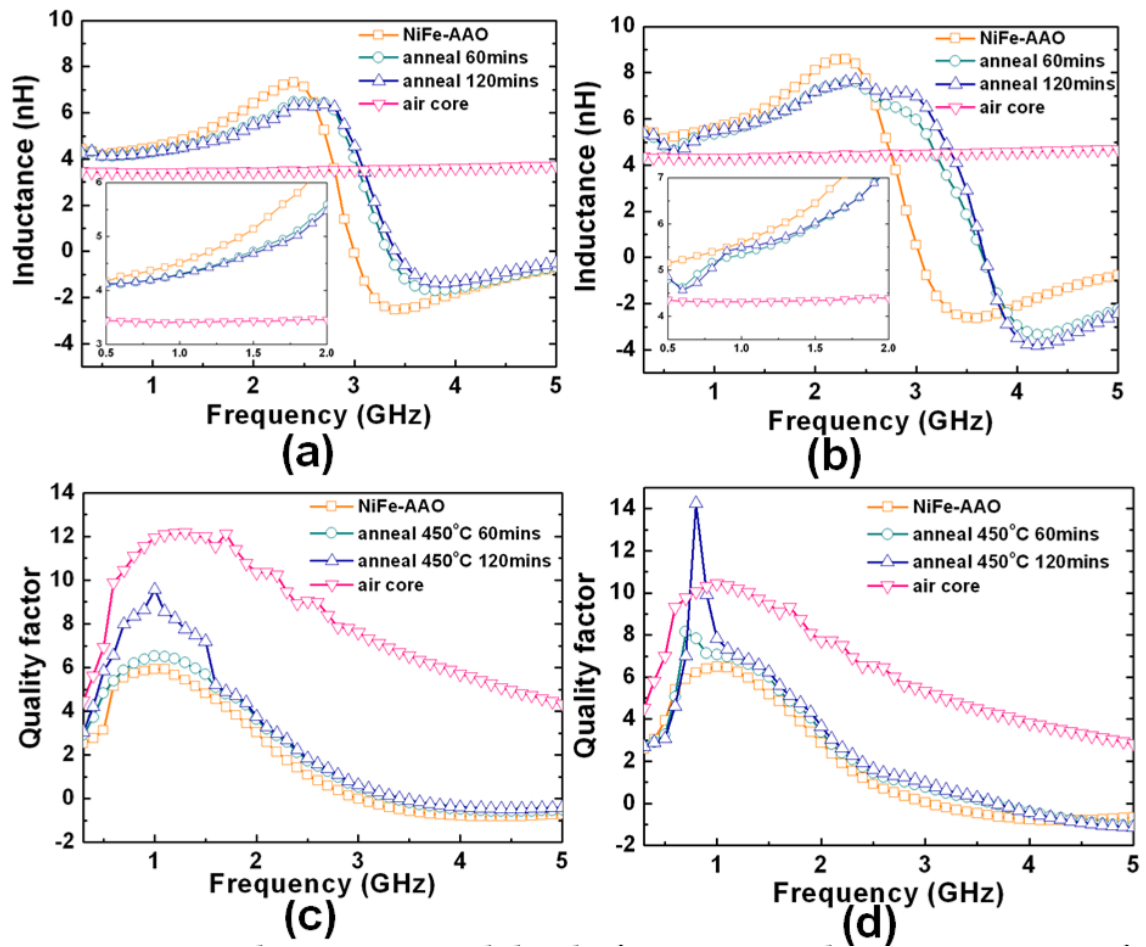 10
8
6
4
2
0
-2
-4
Inductance (nH)
NiFe-AAO
anneal 60mins
anneal 120mins
air core
6
5
4
3
0.5
1.0
1.5
2.0
1
2
3
4
5
Frequency (GHz)
(a)
10
8
6
4
2
0
-2
-4
Inductance (nH)
NiFe-AAO
anneal 60mins
anneal 120mins
air core
7
6
5
4
0.5
1.0
1.5
2.0
1
2
3
4
5
Frequency (GHz)
(b)
14
12
10
8
6
4
2
0
-2
Quality factor
NiFe-AAO
anneal 450°C 60mins
anneal 450°C 120mins
air core
1
2
3
4
5
Frequency (GHz)
(c)
14
12
10
8
6
4
2
0
-2
Quality factor
NiFe-AAO
anneal 450°C 60mins
anneal 450°C 120mins
air core
1
2
3
4
5
Frequency (GHz)
(d)